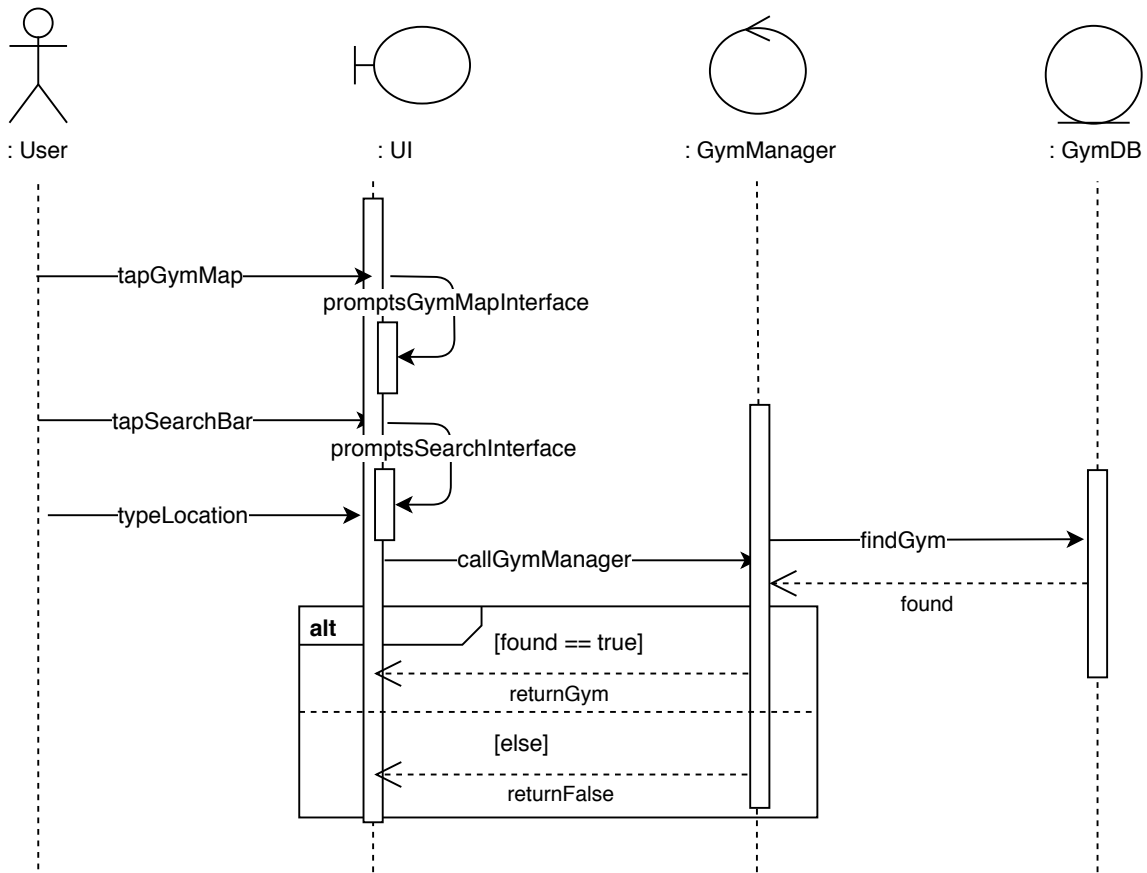 : User
: UI
: GymManager
: GymDB
tapGymMap
promptsGymMapInterface
tapSearchBar
promptsSearchInterface
typeLocation
findGym
callGymManager
found
alt
[found == true]
returnGym
[else]
returnFalse